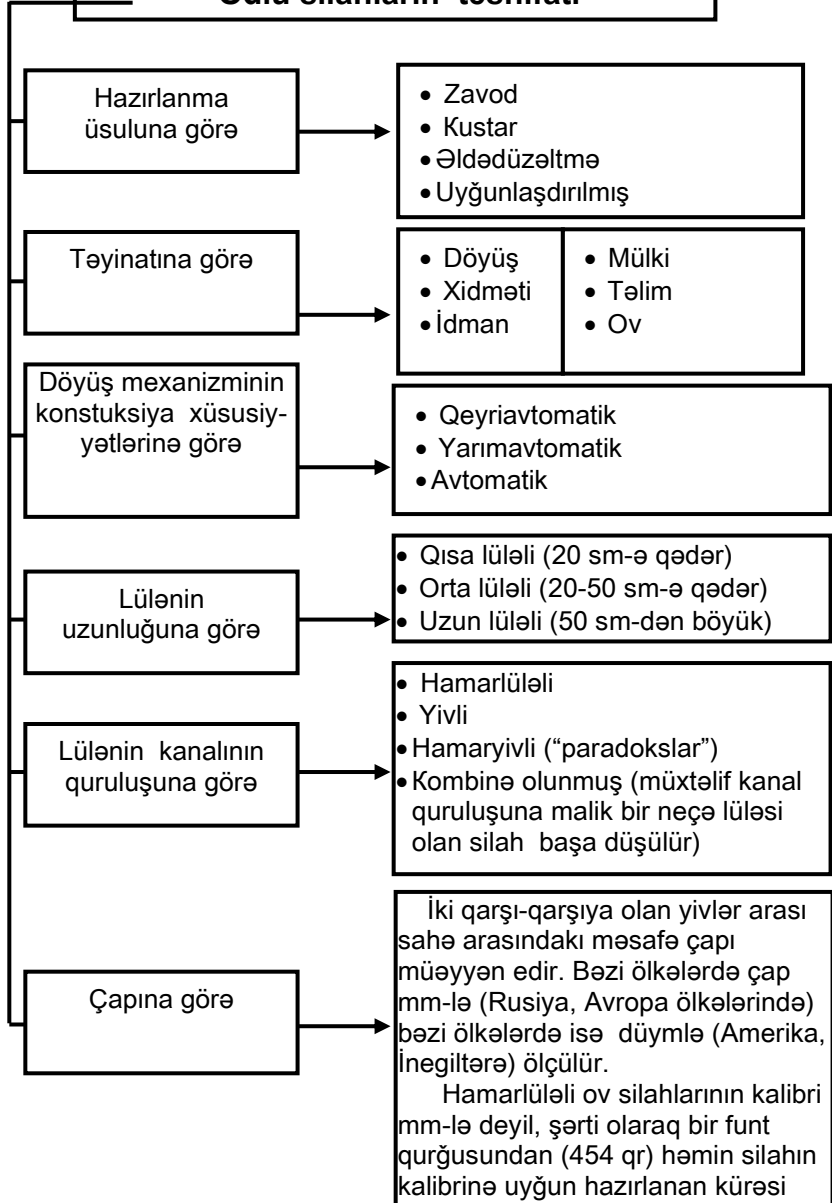 Hazırlanma
üsuluna görə
• Zavod
• Kustar
• Əldədüzəltmə
• Uyğunlaşdırılmış
Təyinatına görə
• Döyüş
• Xidməti
• İdman
• Mülki
• Təlim
• Ov
Döyüş mexanizminin
konstuksiya xüsusiy-
yətlərinə görə
• Qeyriavtomatik
• Yarımavtomatik
• Avtomatik
Lülənin
uzunluğuna görə
• Qısa lüləli (20 sm-ə qədər)
• Orta lüləli (20-50 sm-ə qədər)
• Uzun lüləli (50 sm-dən böyük)
Lülənin kanalının
quruluşuna görə
• Hamarlüləli
• Yivli
• Hamaryivli (“paradokslar”)
• Kombinə olunmuş (müxtəlif kanal
quruluşuna malik bir neçə lüləsi
olan silah başa düşülür)
Çapına görə
İki qarşı-qarşıya olan yivlər arası
sahə arasındakı məsafə çapı
müəyyən edir. Bəzi ölkələrdə çap
mm-lə (Rusiya, Avropa ölkələrində)
bəzi ölkələrdə isə düymlə (Amerika,
İnegiltərə) ölçülür.
Hamarlüləli ov silahlarının kalibri
mm-lə deyil, şərti olaraq bir funt
qurğusundan (454 qr) həmin silahın
kalibrinə uyğun hazırlanan kürəsi